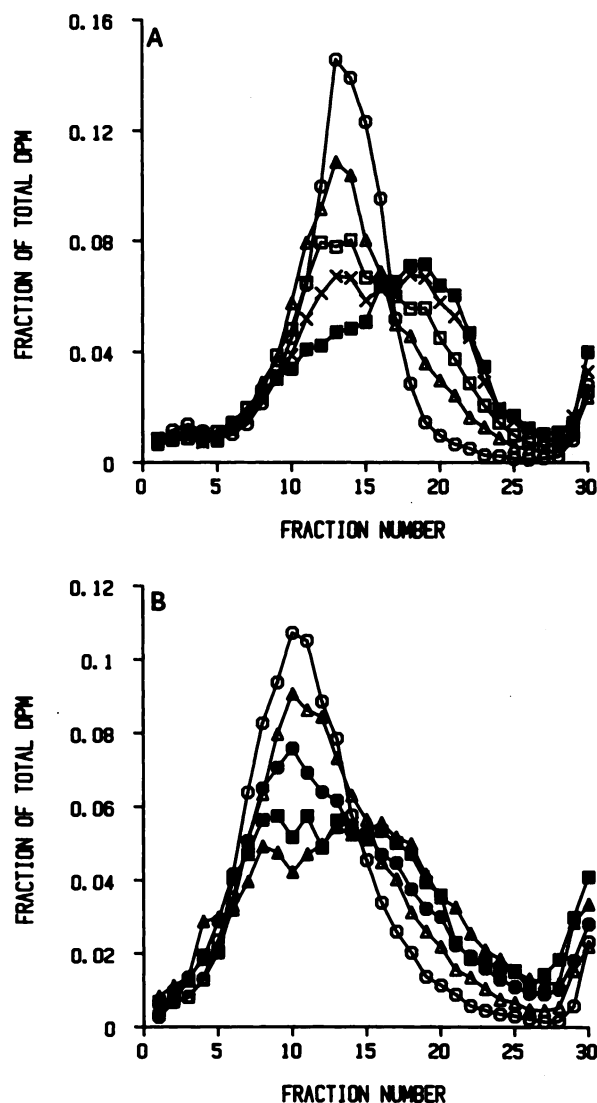 A
0.16
0.12
0.08
0.04
0
FRACTION OF TOTAL DPM
0 5 10 15 20 25 30
FRACTION NUMBER
B
0.12
0.1
0.08
0.06
0.04
0.02
0
FRACTION OF TOTAL DPM
0 5 10 15 20 25 30
FRACTION NUMBER